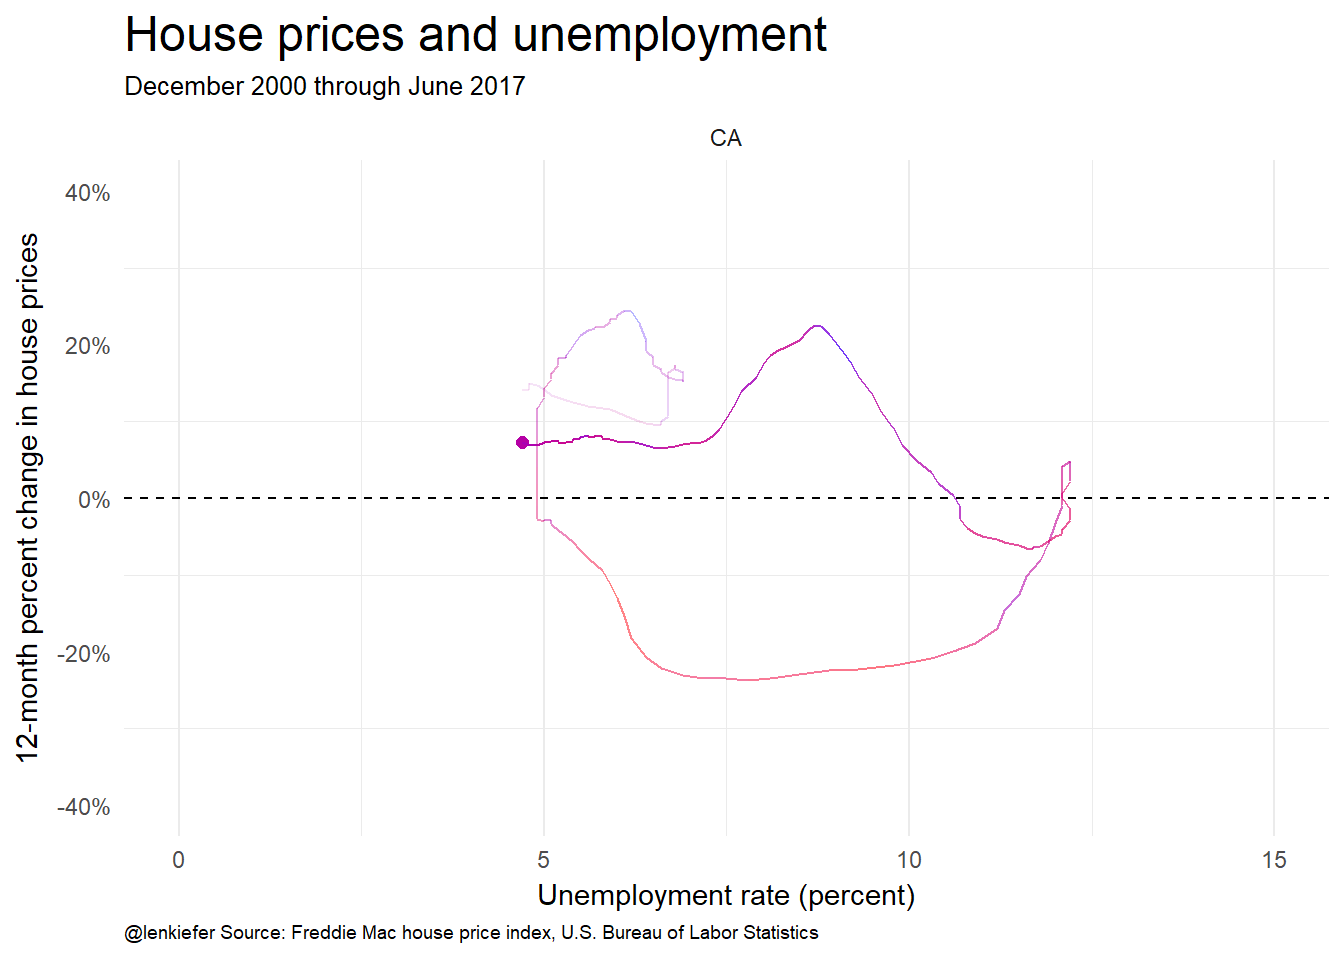 House prices and unemployment
December 2000 through June 2017
CA
12-month percent change in house prices
40%
20%
0%
-20%
-40%
0 5 10 15
Unemployment rate (percent)
@lenkiefer Source: Freddie Mac house price index, U.S. Bureau of Labor Statistics